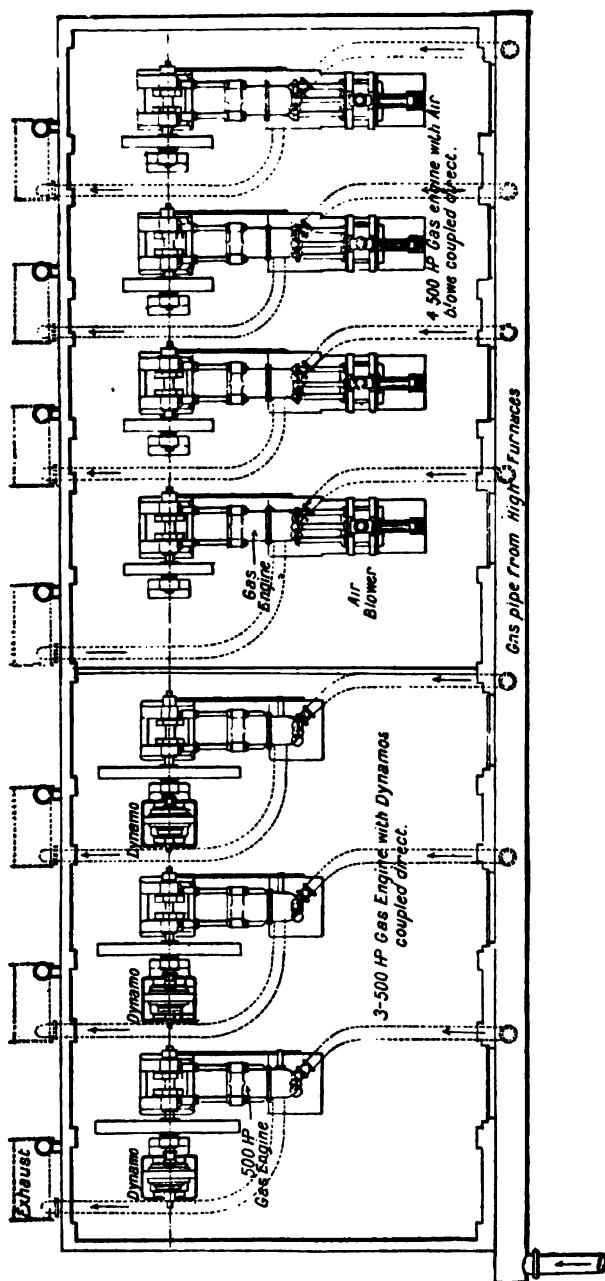 4 500 HP Gas engine with Air
blowe coupled direct.
Gas pipe from High Furnaces
Gas
Engine
Air
Blower
Dynamo
3-500 HP Gas Engine with Dynamos
coupled direct.
Dynamo
500 HP
Gas Engine
Dynamo
Exhaust